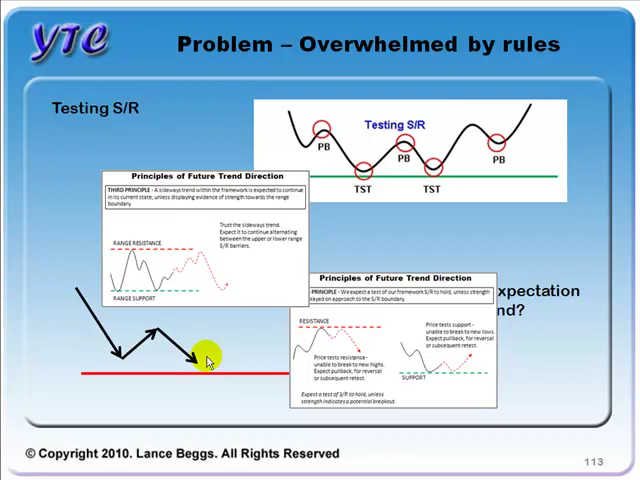 YTC
Problem – Overwhelmed by rules
Testing S/R
Testing S/R
PB
PB
PB
TST
TST
Principles of Future Trend Direction
THIRD PRINCIPLE - A sideways trend within the framework is expected to continue
in its current state, unless displaying evidence of strength towards the range
boundary.
Trust the sideways trend.
Expect it to continue alternating
between the upper or lower range
S/R barriers.
RANGE RESISTANCE
RANGE SUPPORT
Principles of Future Trend Direction
PRINCIPLE - We expect a test of our framework S/R to hold, unless strength
played on approach to the S/R boundary.
RESISTANCE
Price tests resistance -
unable to break to new highs.
Expect pullback, for reversal
or subsequent retest.
Price tests support -
unable to break to new lows.
Expect pullback, for reversal
or subsequent retest.
SUPPORT
Expect a test of S/R to hold, unless
strength indicates a potential breakout.
xpectation
nd?
© Copyright 2010. Lance Beggs. All Rights Reserved
113